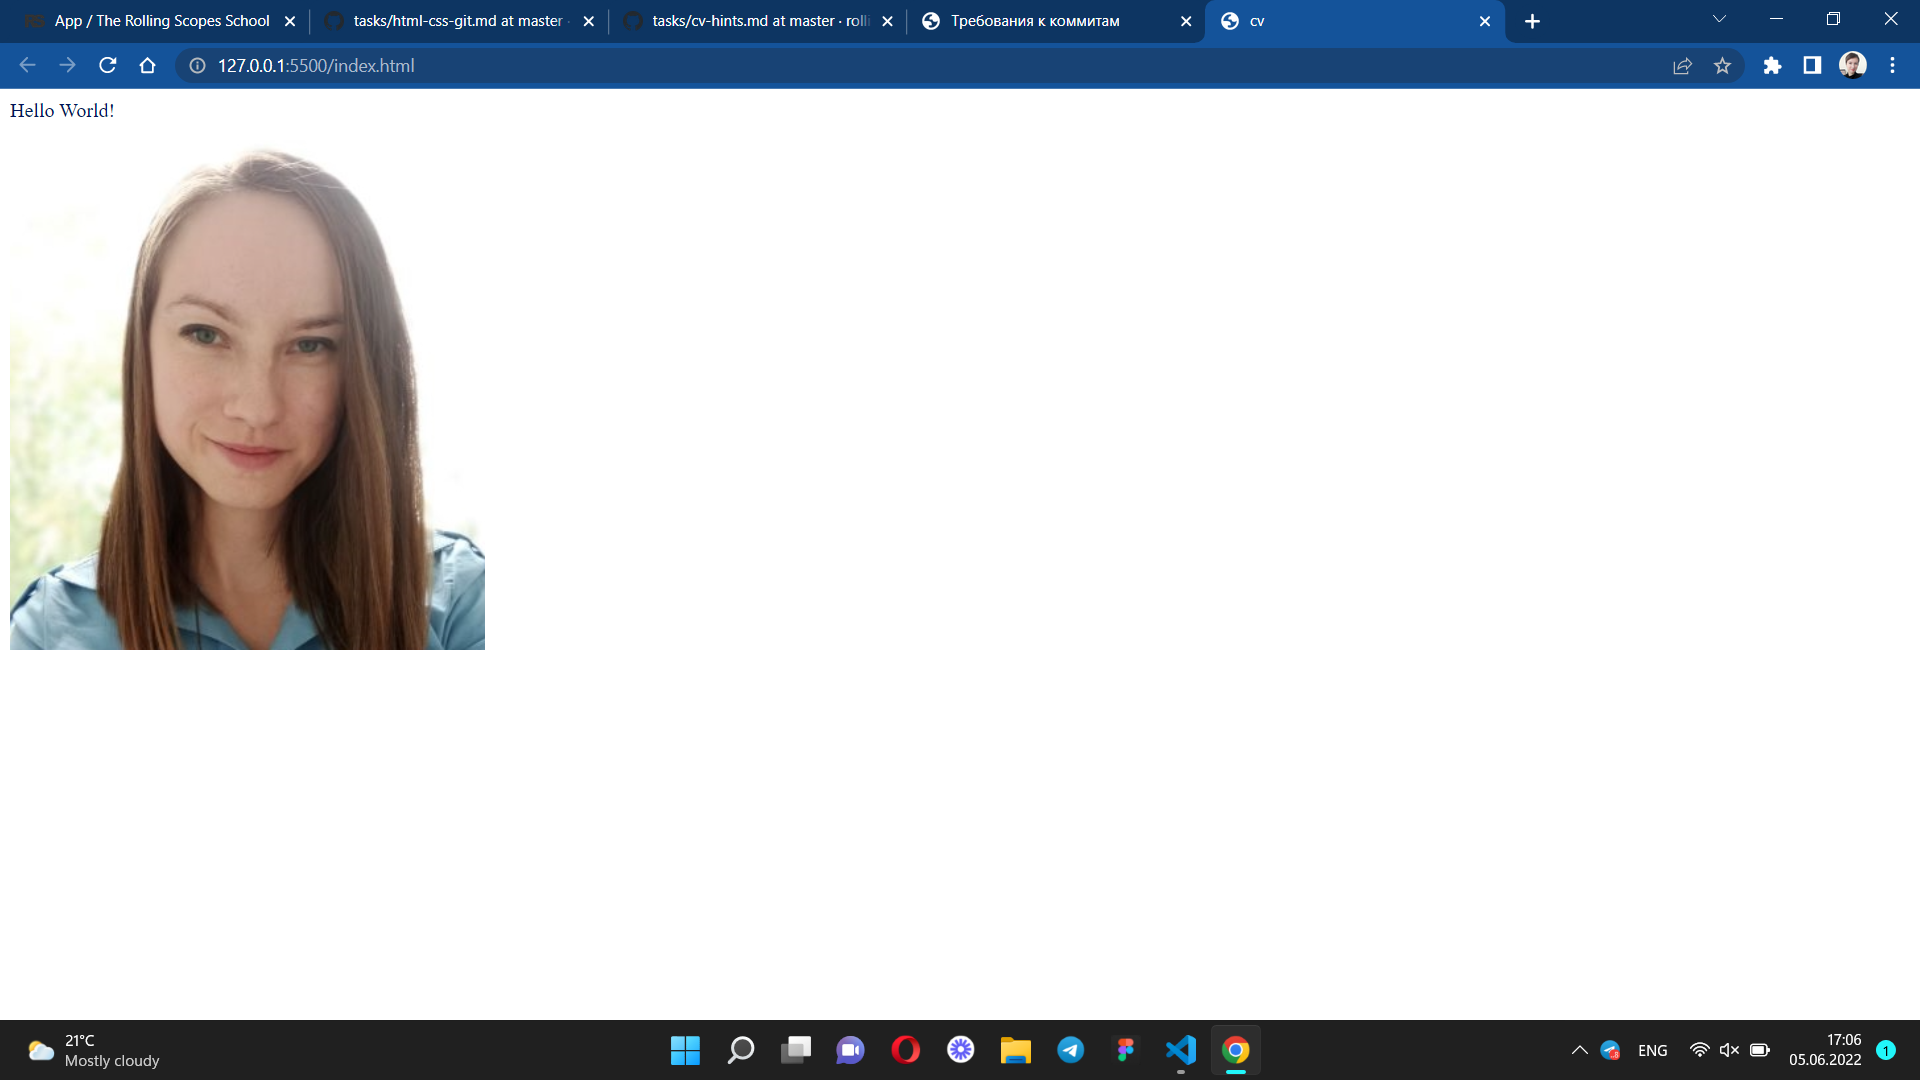 App / The Rolling Scopes School
tasks/html-css-git.md at master ·
tasks/cv-hints.md at master · rolli
Требования к коммитам
cv
127.0.0.1:5500/index.html
Hello World!
21°C
Mostly cloudy
ENG
17:06
05.06.2022
1